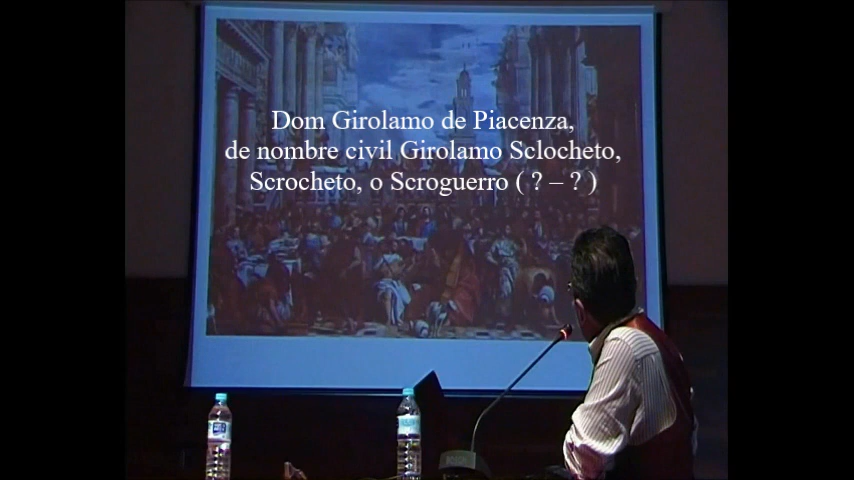 Dom Girolamo de Piacenza,
de nombre civil Girolamo Sclocheto,
Scrocheto, o Scroguerro ( ? – ? )